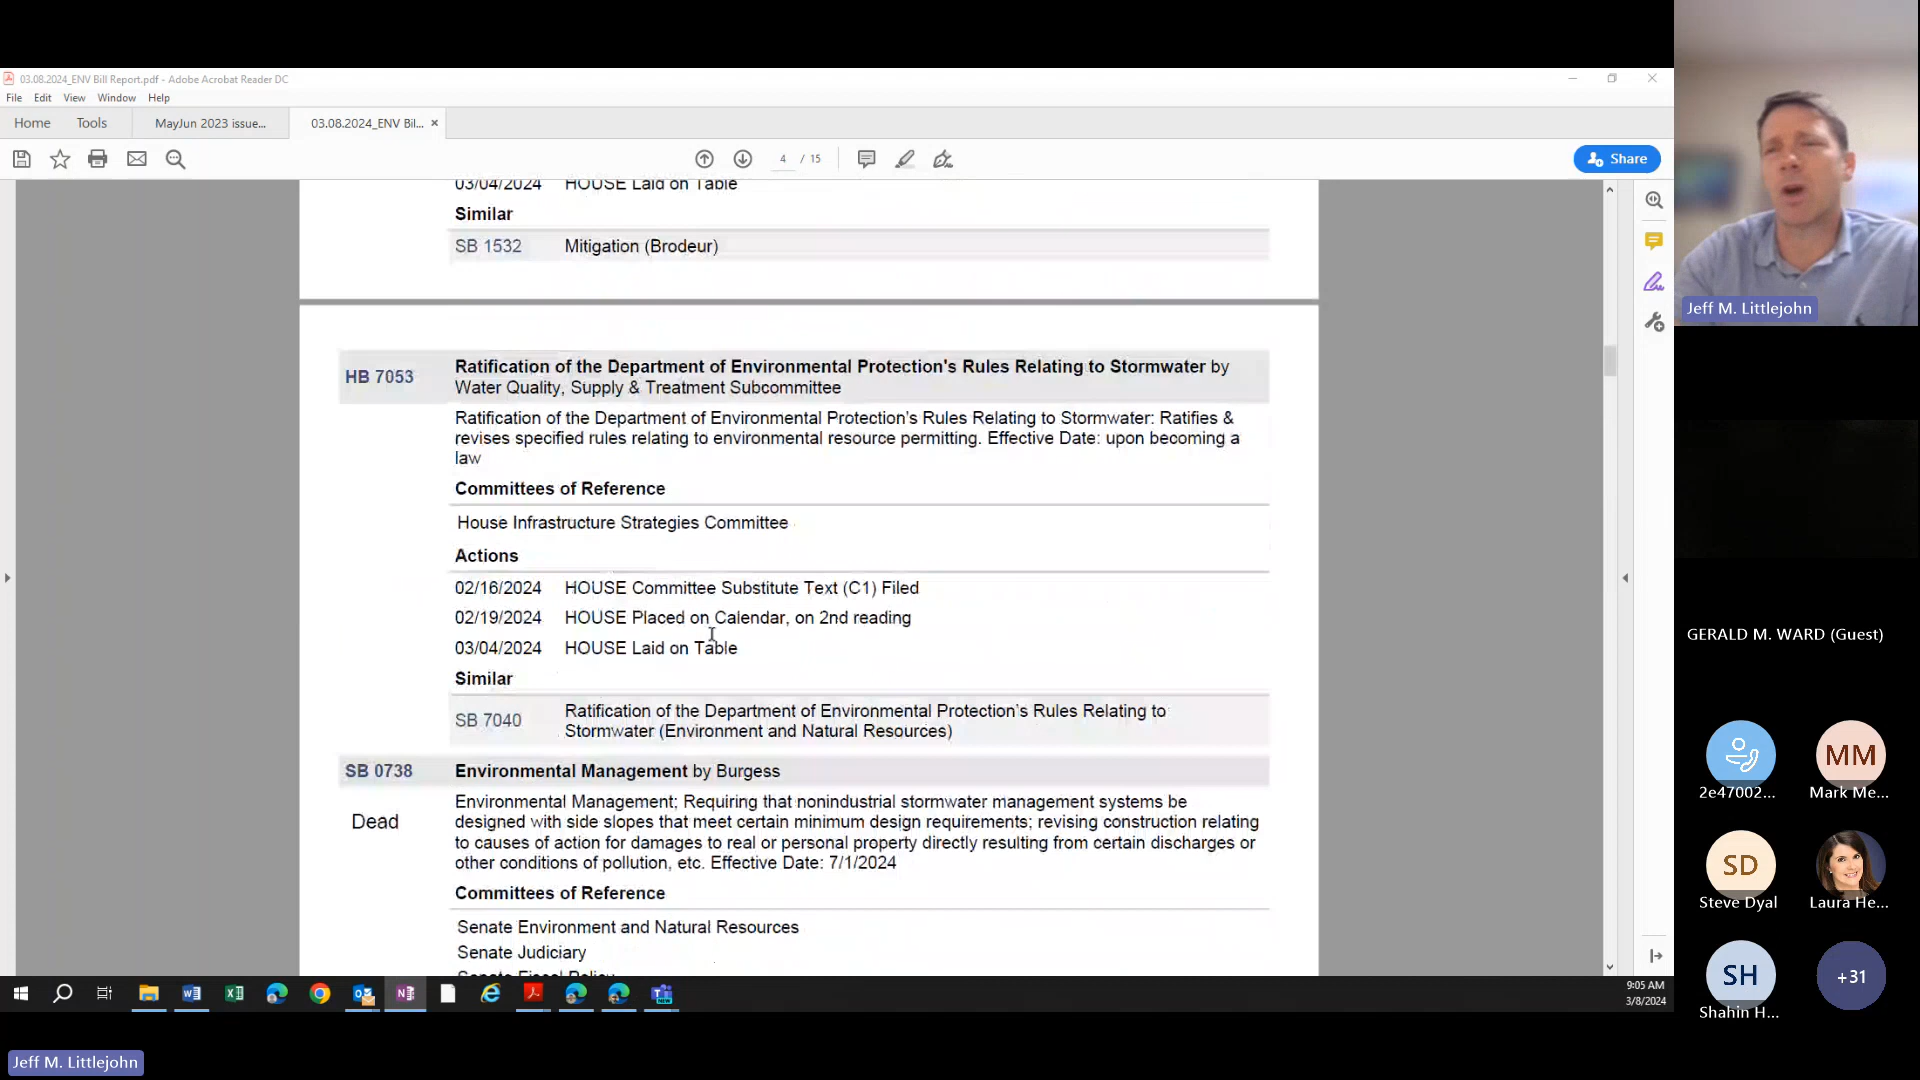 03.08.2024_ENV Bill Report.pdf - Adobe Acrobat Reader DC
File Edit View Window Help
Home Tools MayJun 2023 issue... 03.08.2024_ENV Bil... ×
4 / 15
Share
03/04/2024 HOUSE Laid on Table
Similar
SB 1532 Mitigation (Brodeur)
HB 7053 Ratification of the Department of Environmental Protection's Rules Relating to Stormwater by
Water Quality, Supply & Treatment Subcommittee
Ratification of the Department of Environmental Protection's Rules Relating to Stormwater: Ratifies &
revises specified rules relating to environmental resource permitting. Effective Date: upon becoming a
law
Committees of Reference
House Infrastructure Strategies Committee
Actions
02/16/2024 HOUSE Committee Substitute Text (C1) Filed
02/19/2024 HOUSE Placed on Calendar, on 2nd reading
03/04/2024 HOUSE Laid on Table
Similar
SB 7040 Ratification of the Department of Environmental Protection's Rules Relating to
Stormwater (Environment and Natural Resources)
SB 0738 Environmental Management by Burgess
Dead
Environmental Management; Requiring that nonindustrial stormwater management systems be
designed with side slopes that meet certain minimum design requirements; revising construction relating
to causes of action for damages to real or personal property directly resulting from certain discharges or
other conditions of pollution, etc. Effective Date: 7/1/2024
Committees of Reference
Senate Environment and Natural Resources
Senate Judiciary
Senate Fiscal Policy
9:05 AM
3/8/2024
Jeff M. Littlejohn
GERALD M. WARD (Guest)
2e47002...
MM
Mark Me...
SD
Steve Dyal
Laura He...
SH
Shahin H...
+31
Jeff M. Littlejohn